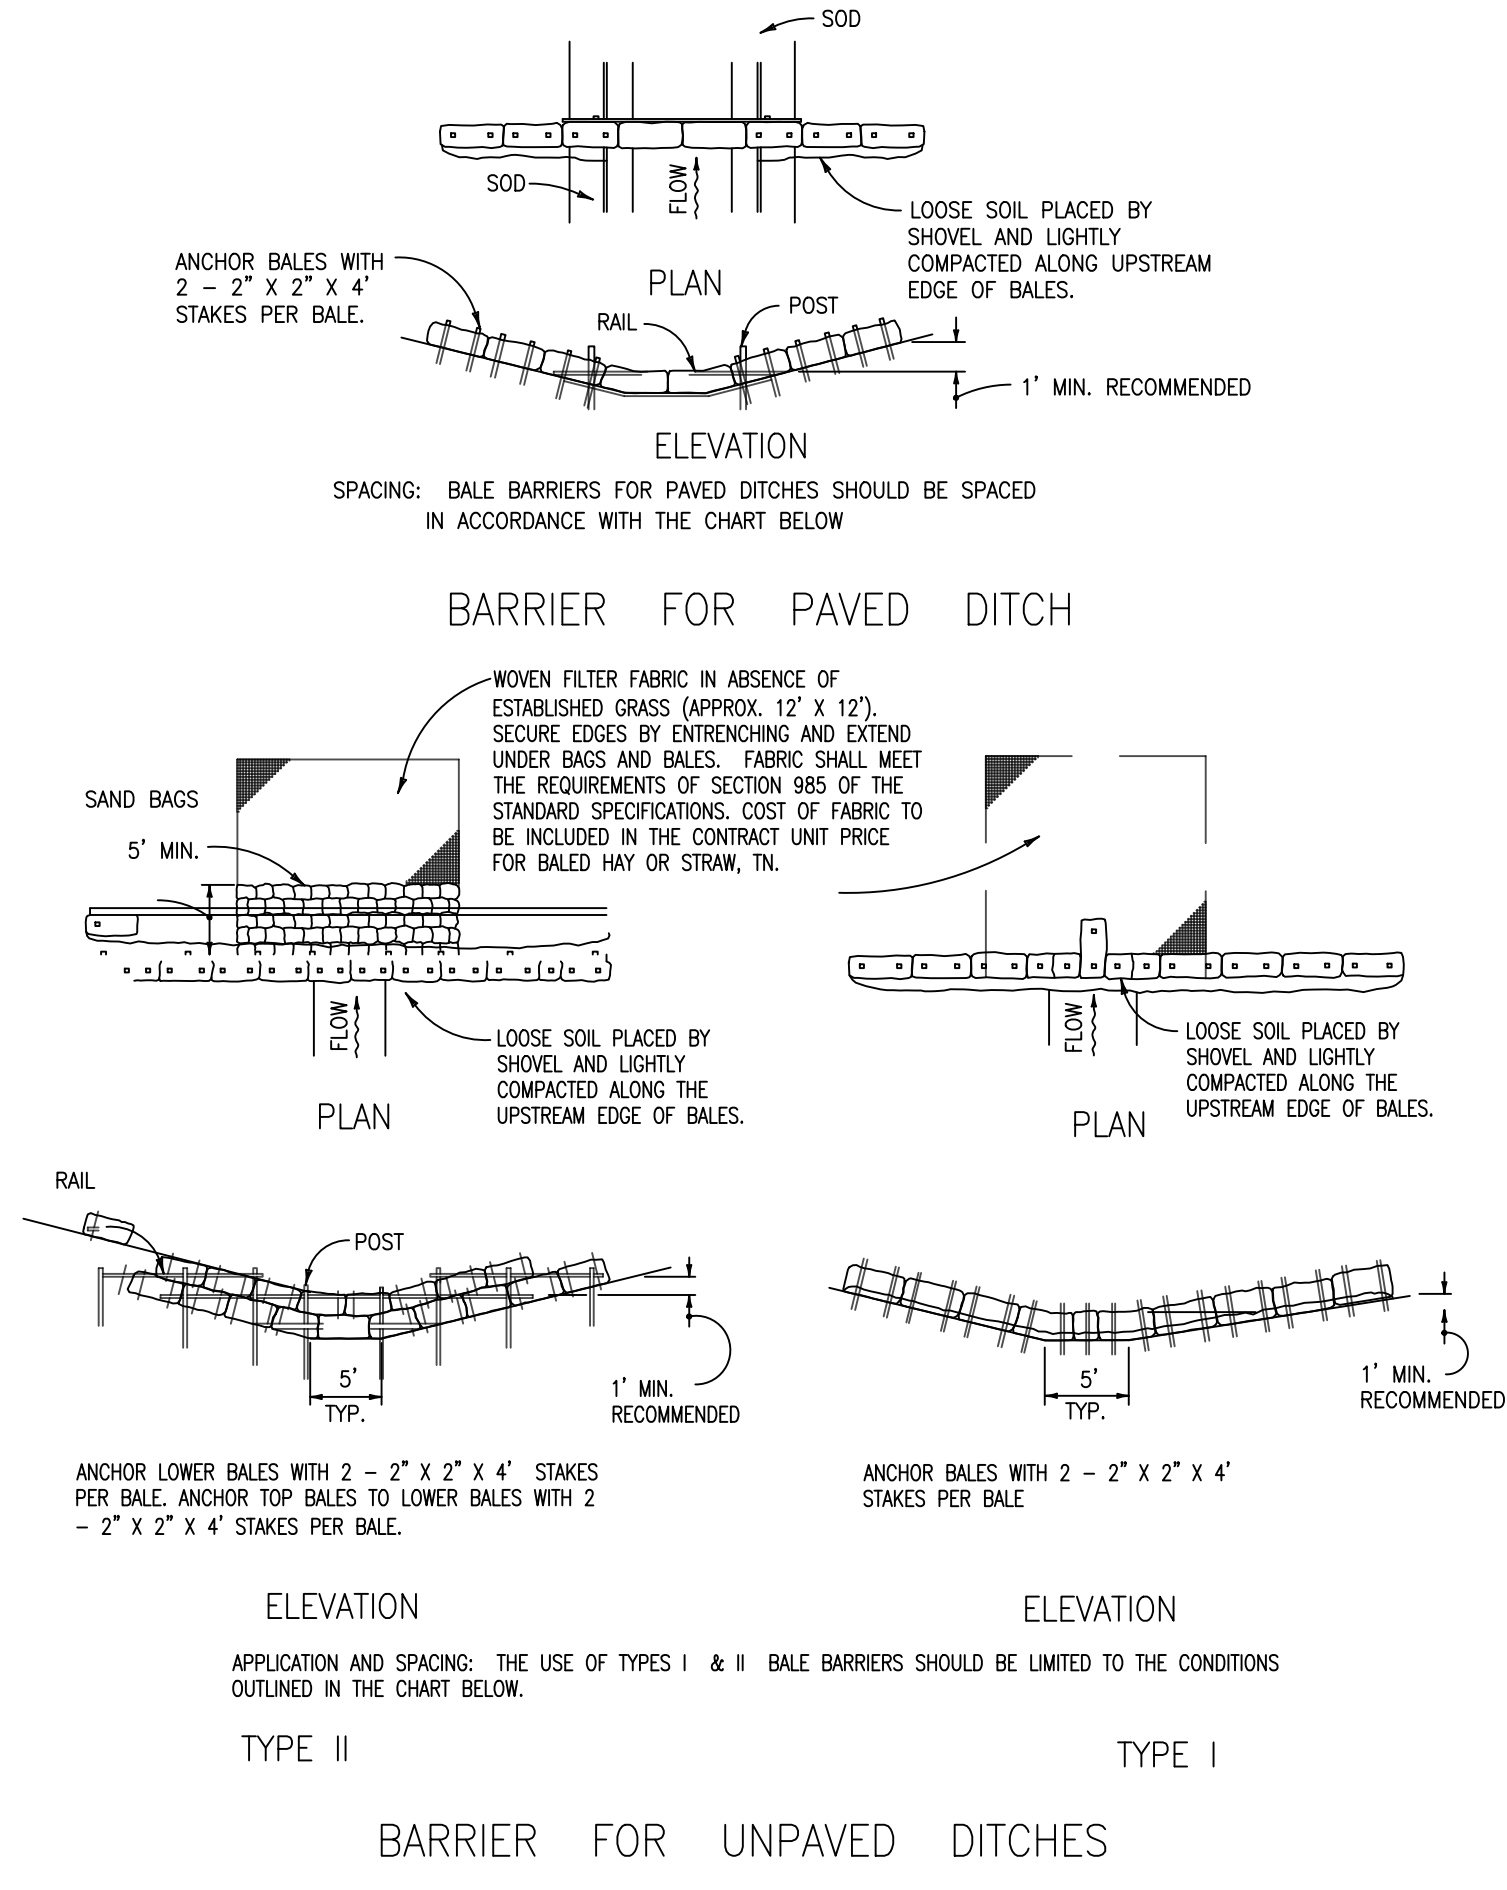 SOD
SOD
FLOW
LOOSE SOIL PLACED BY
SHOVEL AND LIGHTLY
COMPACTED ALONG UPSTREAM
EDGE OF BALES.
ANCHOR BALES WITH
2 - 2" X 2" X 4'
STAKES PER BALE.
PLAN
POST
RAIL
1' MIN. RECOMMENDED
ELEVATION
SPACING: BALE BARRIERS FOR PAVED DITCHES SHOULD BE SPACED
IN ACCORDANCE WITH THE CHART BELOW
BARRIER FOR PAVED DITCH
WOVEN FILTER FABRIC IN ABSENCE OF
ESTABLISHED GRASS (APPROX. 12' X 12').
SECURE EDGES BY ENTRENCHING AND EXTEND
UNDER BAGS AND BALES. FABRIC SHALL MEET
THE REQUIREMENTS OF SECTION 985 OF THE
STANDARD SPECIFICATIONS. COST OF FABRIC TO
BE INCLUDED IN THE CONTRACT UNIT PRICE
FOR BALED HAY OR STRAW, TN.
SAND BAGS
5' MIN.
FLOW
LOOSE SOIL PLACED BY
SHOVEL AND LIGHTLY
COMPACTED ALONG THE
UPSTREAM EDGE OF BALES.
PLAN
FLOW
LOOSE SOIL PLACED BY
SHOVEL AND LIGHTLY
COMPACTED ALONG THE
UPSTREAM EDGE OF BALES.
PLAN
RAIL
POST
5'
TYP.
1' MIN.
RECOMMENDED
5'
TYP.
1' MIN.
RECOMMENDED
ANCHOR LOWER BALES WITH 2 - 2" X 2" X 4' STAKES
PER BALE. ANCHOR TOP BALES TO LOWER BALES WITH 2
- 2" X 2" X 4' STAKES PER BALE.
ANCHOR BALES WITH 2 - 2" X 2" X 4'
STAKES PER BALE
ELEVATION
ELEVATION
APPLICATION AND SPACING: THE USE OF TYPES I & II BALE BARRIERS SHOULD BE LIMITED TO THE CONDITIONS
OUTLINED IN THE CHART BELOW.
TYPE II
TYPE I
BARRIER FOR UNPAVED DITCHES